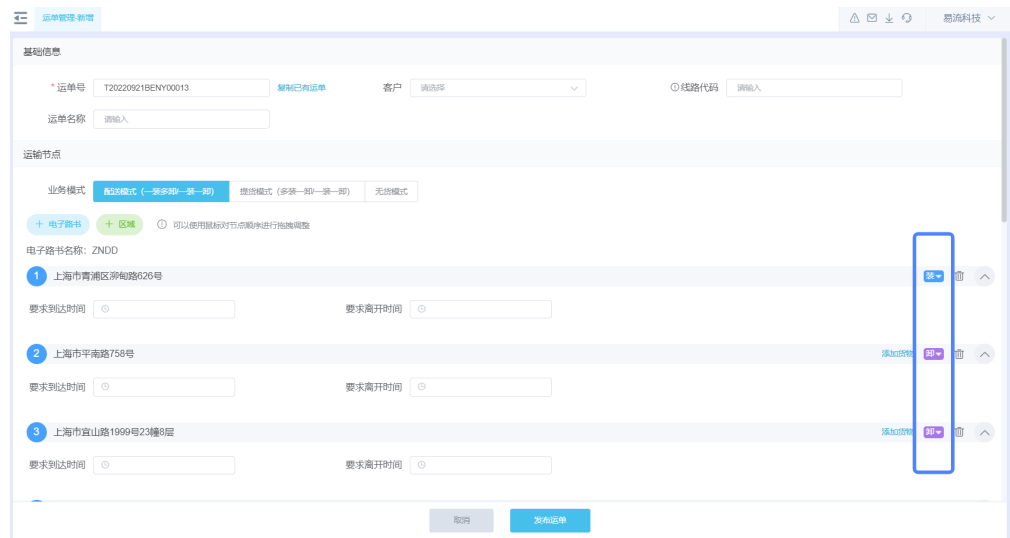 运单管理-新增 易流科技
基础信息
*运单号 T20220921BENY00013 复制已有运单 客户 请选择 线路代码 请输入
运单名称 请输入
运输节点
业务模式 配送模式（一装多卸/一装一卸） 提货模式（多装一卸/一装一卸） 无货模式
+ 电子路书 + 区域 可以使用鼠标对节点顺序进行拖拽调整
电子路书名称：ZNDD
1 上海市青浦区漷甸路626号 装
要求到达时间 要求离开时间
2 上海市平南路758号 添加货物 卸
要求到达时间 要求离开时间
3 上海市宜山路1999号23幢8层 添加货物 卸
要求到达时间 要求离开时间
取消 发布运单